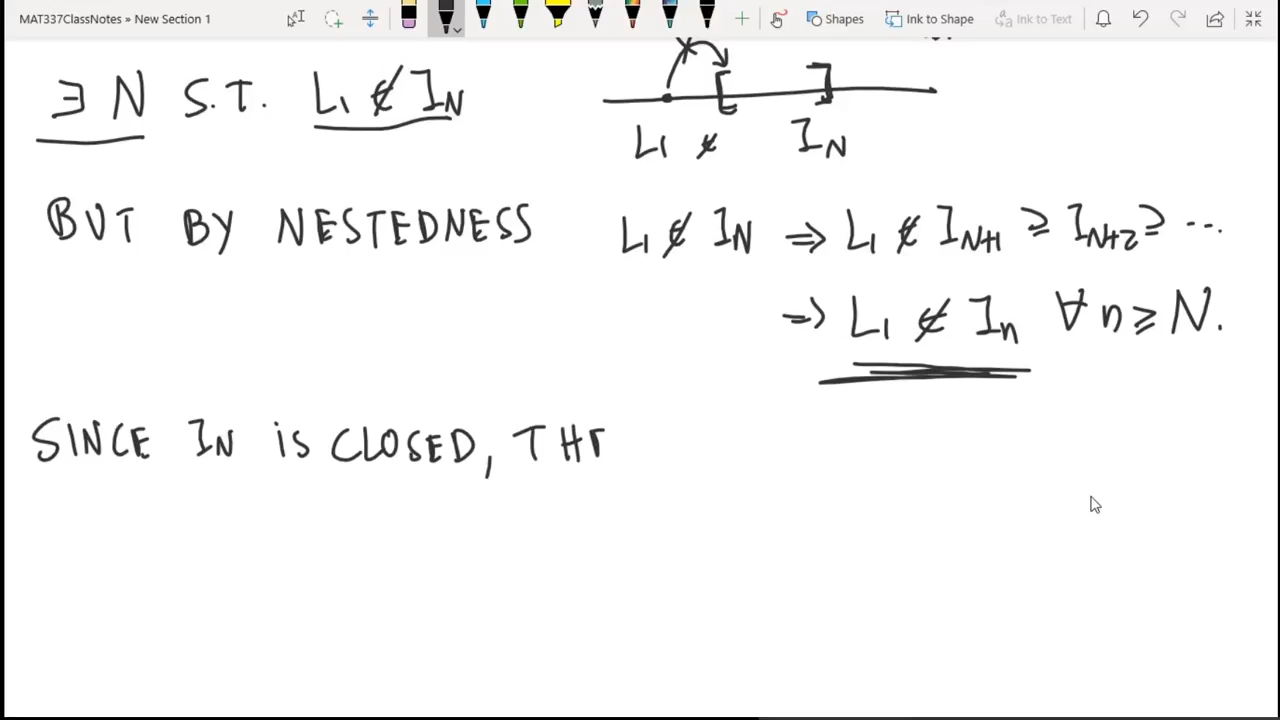 MAT337ClassNotes » New Section 1
Shapes
Ink to Shape
Ink to Text
∃ N S.T. L₁ ∉ I_N
L₁ ∉ I_N
BUT BY NESTEDNESS L₁ ∉ I_N ⇒ L₁ ∉ I_{N+1} ⊇ I_{N+2} ⊇ ...
⇒ L₁ ∉ I_n ∀ n ≥ N.
SINCE I_N is CLOSED, THE